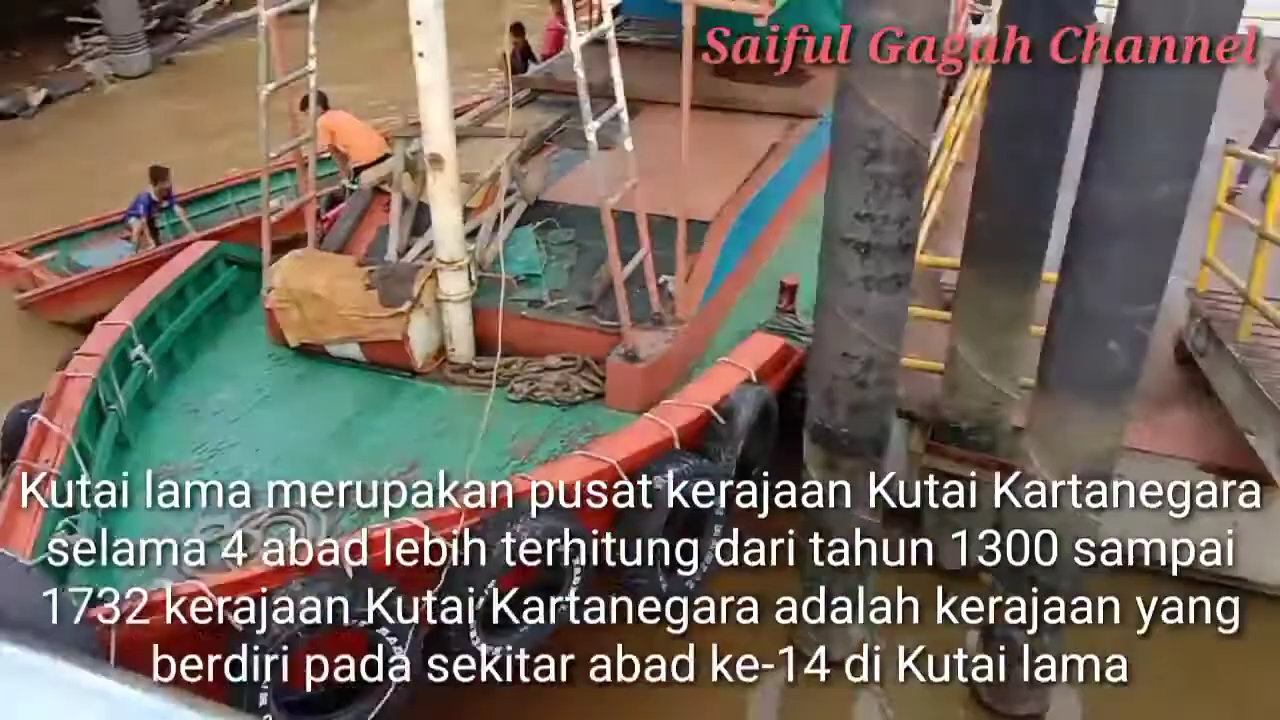 Saiful Gagah Channel
Kutai lama merupakan pusat kerajaan Kutai Kartanegara
selama 4 abad lebih terhitung dari tahun 1300 sampai
1732 kerajaan Kutai Kartanegara adalah kerajaan yang
berdiri pada sekitar abad ke-14 di Kutai lama